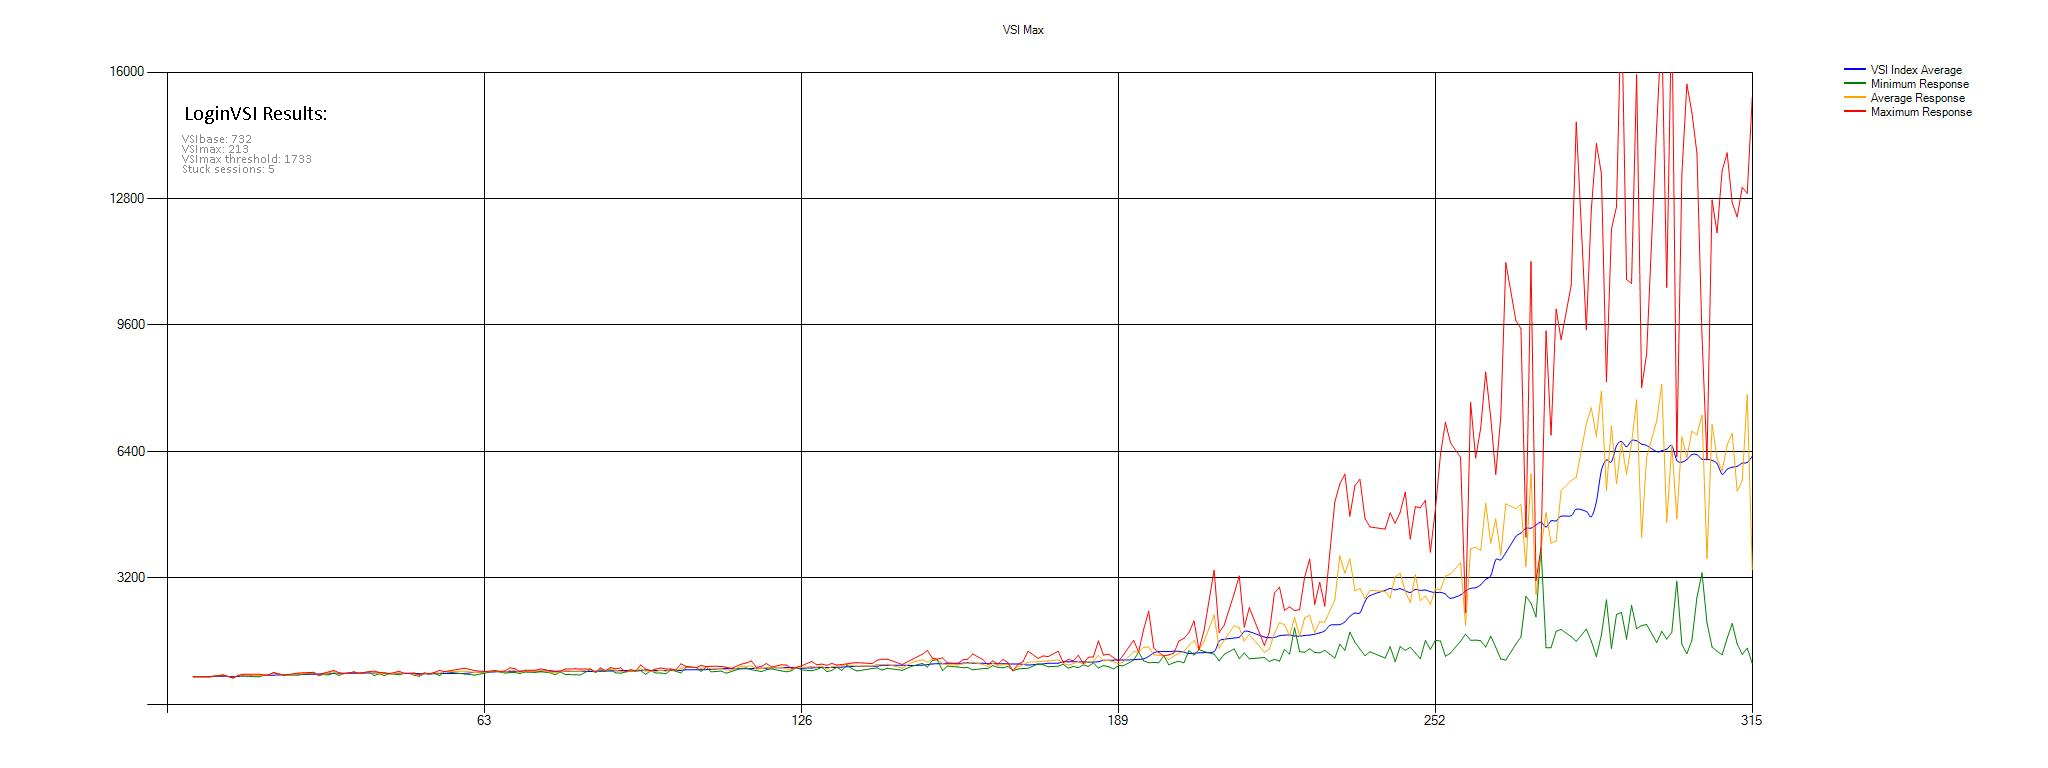 VSI Max
16000
VSI Index Average
Minimum Response
Average Response
Maximum Response
LoginVSI Results:
VSIbase: 732
VSImax: 213
VSImax threshold: 1733
Stuck sessions: 5
12800
9600
6400
3200
63
126
189
252
315